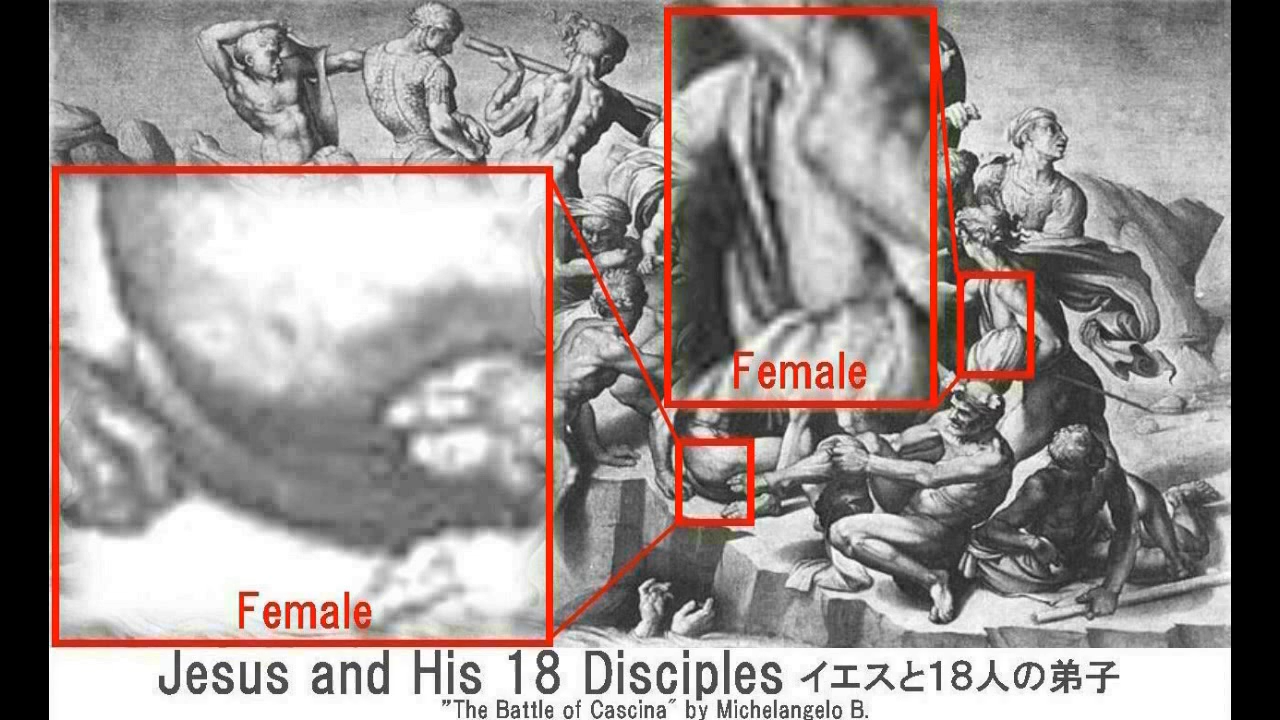 Female
Female
Jesus and His 18 Disciples イエスと18人の弟子
"The Battle of Cascina" by Michelangelo B.